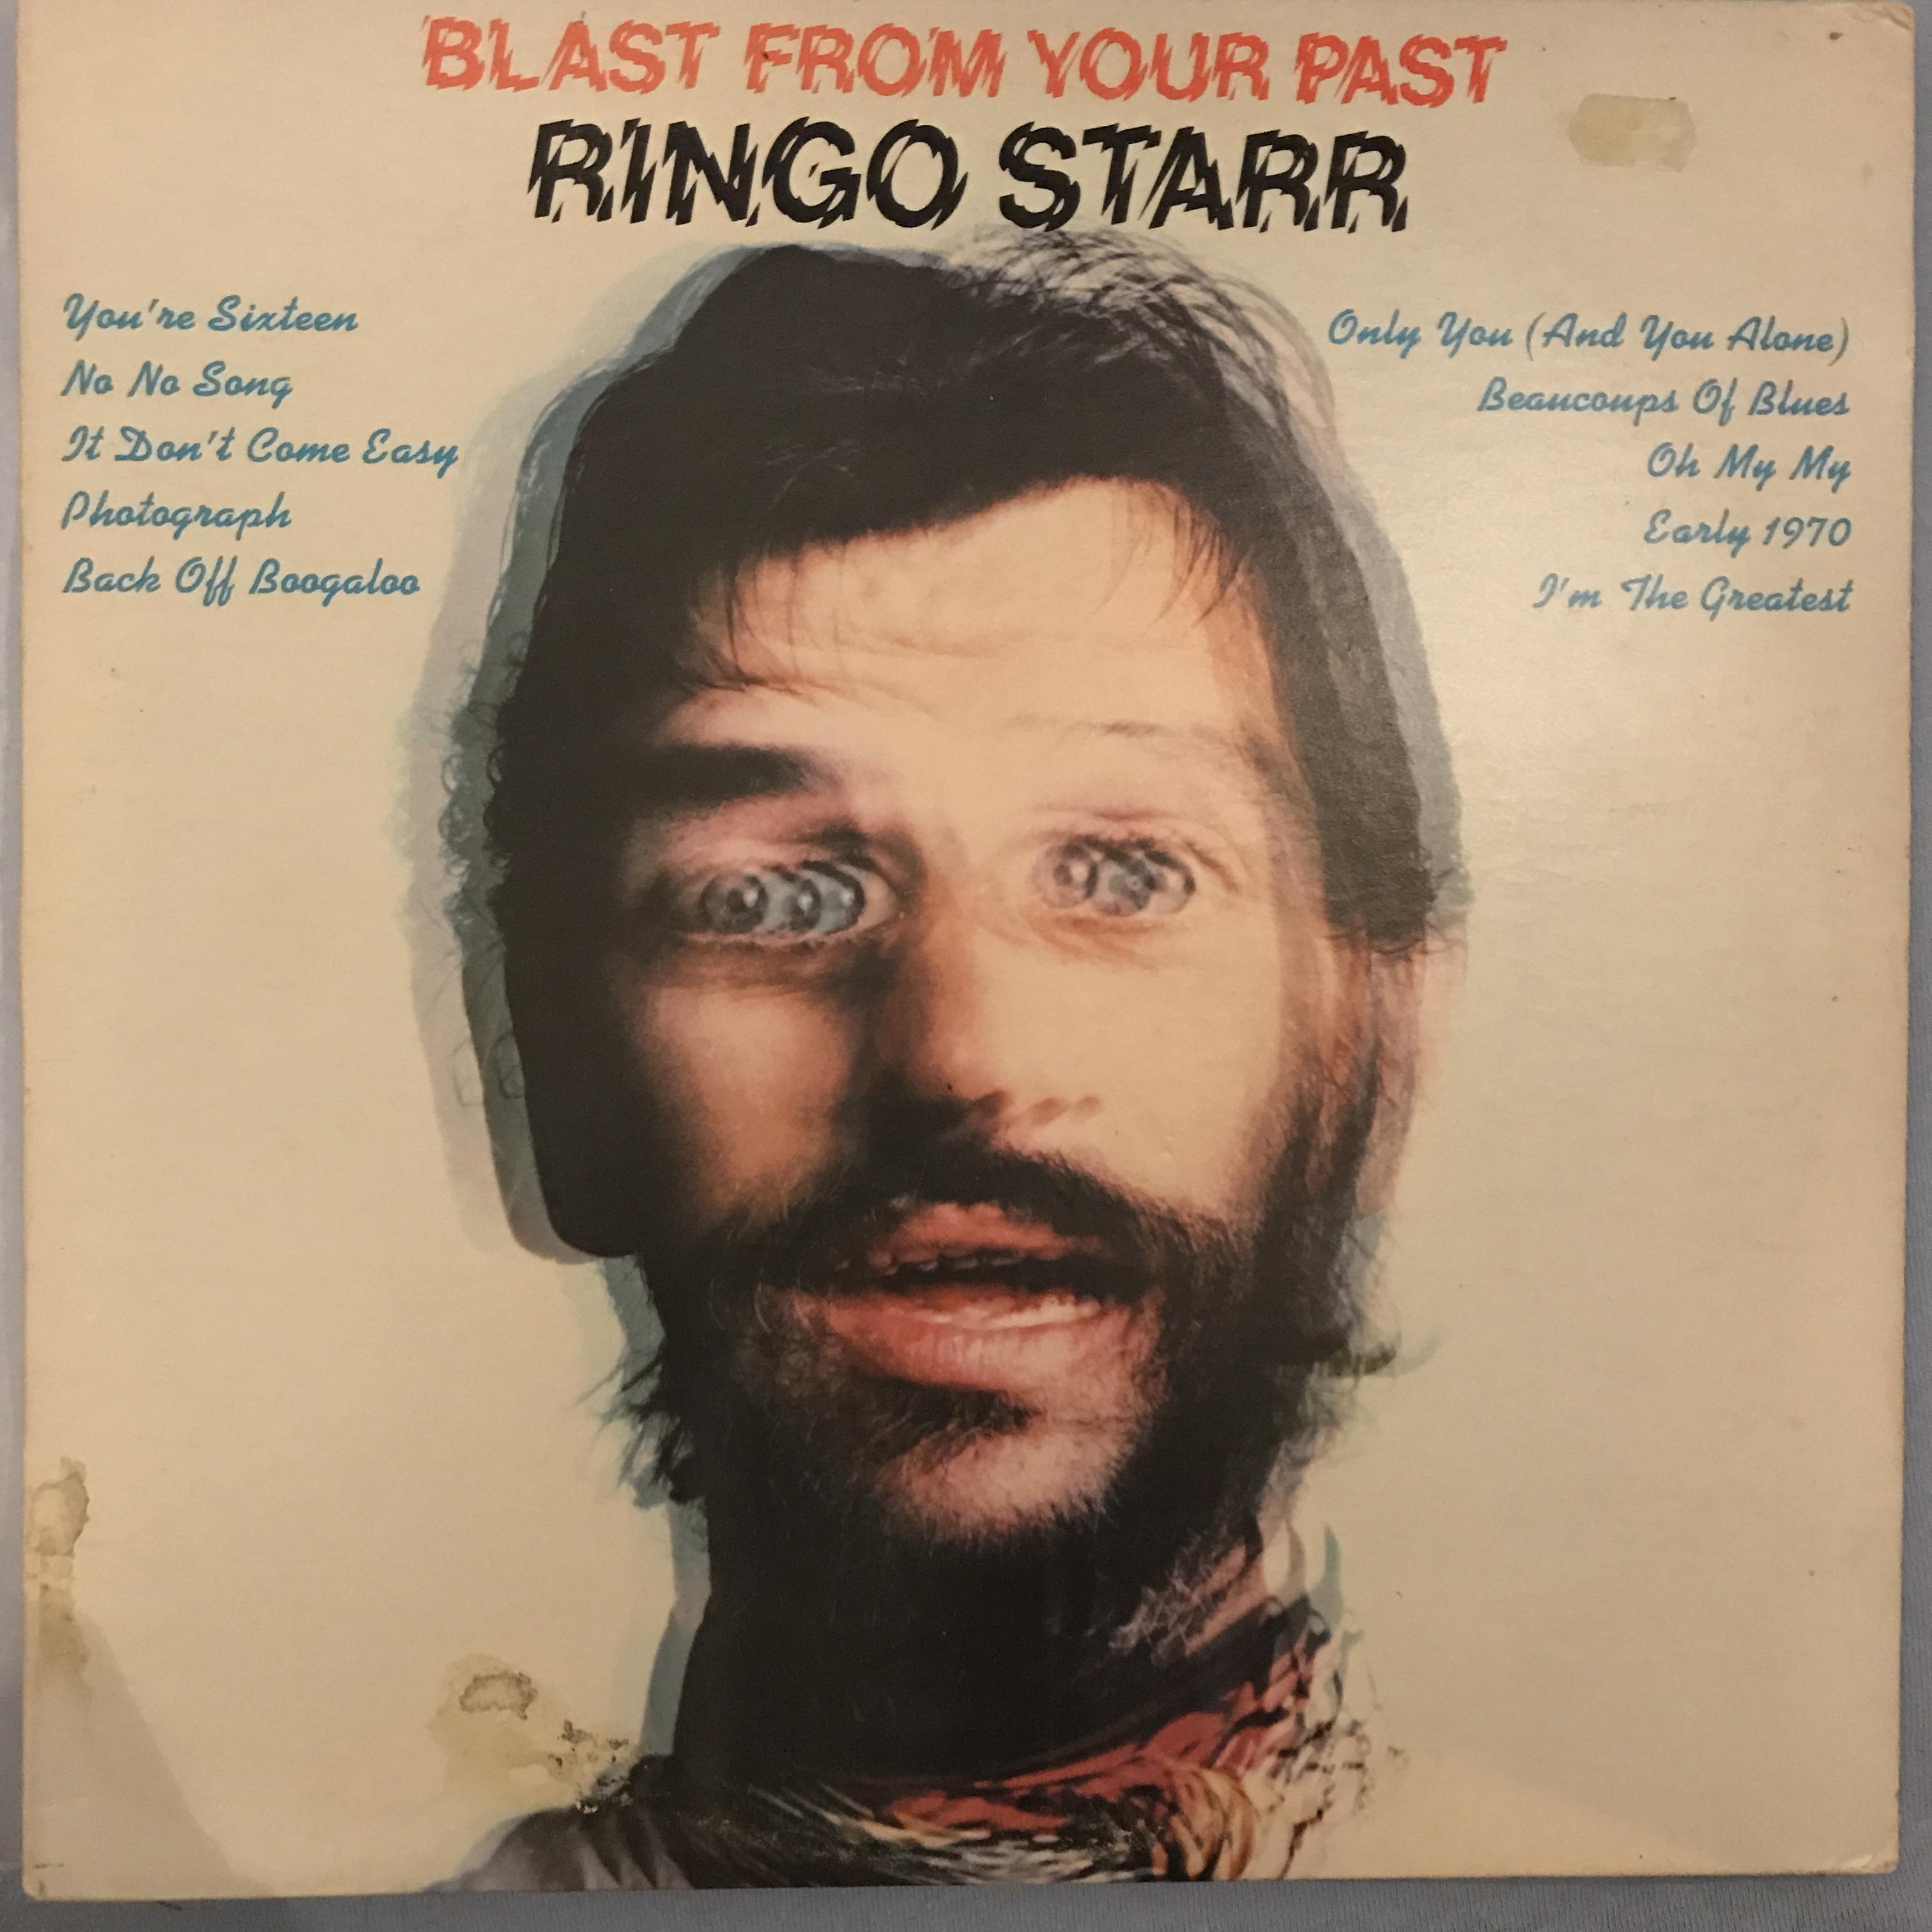 BLAST FROM YOUR PAST
RINGO STARR
You're Sixteen
No No Song
It Don't Come Easy
Photograph
Back Off Boogaloo
Only You (And You Alone)
Beaucoups Of Blues
Oh My My
Early 1970
I'm The Greatest